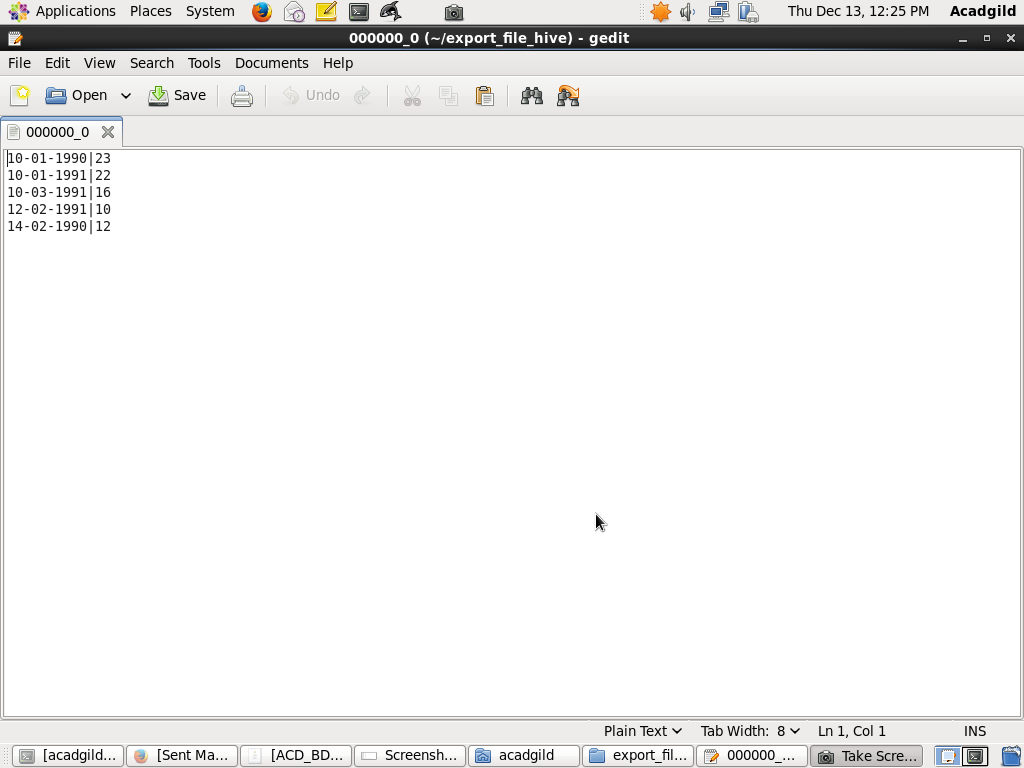 Applications Places System Thu Dec 13, 12:25 PM Acadgild
000000_0 (~/export_file_hive) - gedit
File Edit View Search Tools Documents Help
Open Save Undo
000000_0
10-01-1990|23
10-01-1991|22
10-03-1991|16
12-02-1991|10
14-02-1990|12
Plain Text Tab Width: 8 Ln 1, Col 1 INS
[acadgild... [Sent Ma... [ACD_BD... Screensh... acadgild export_fil... 000000_... Take Scre...